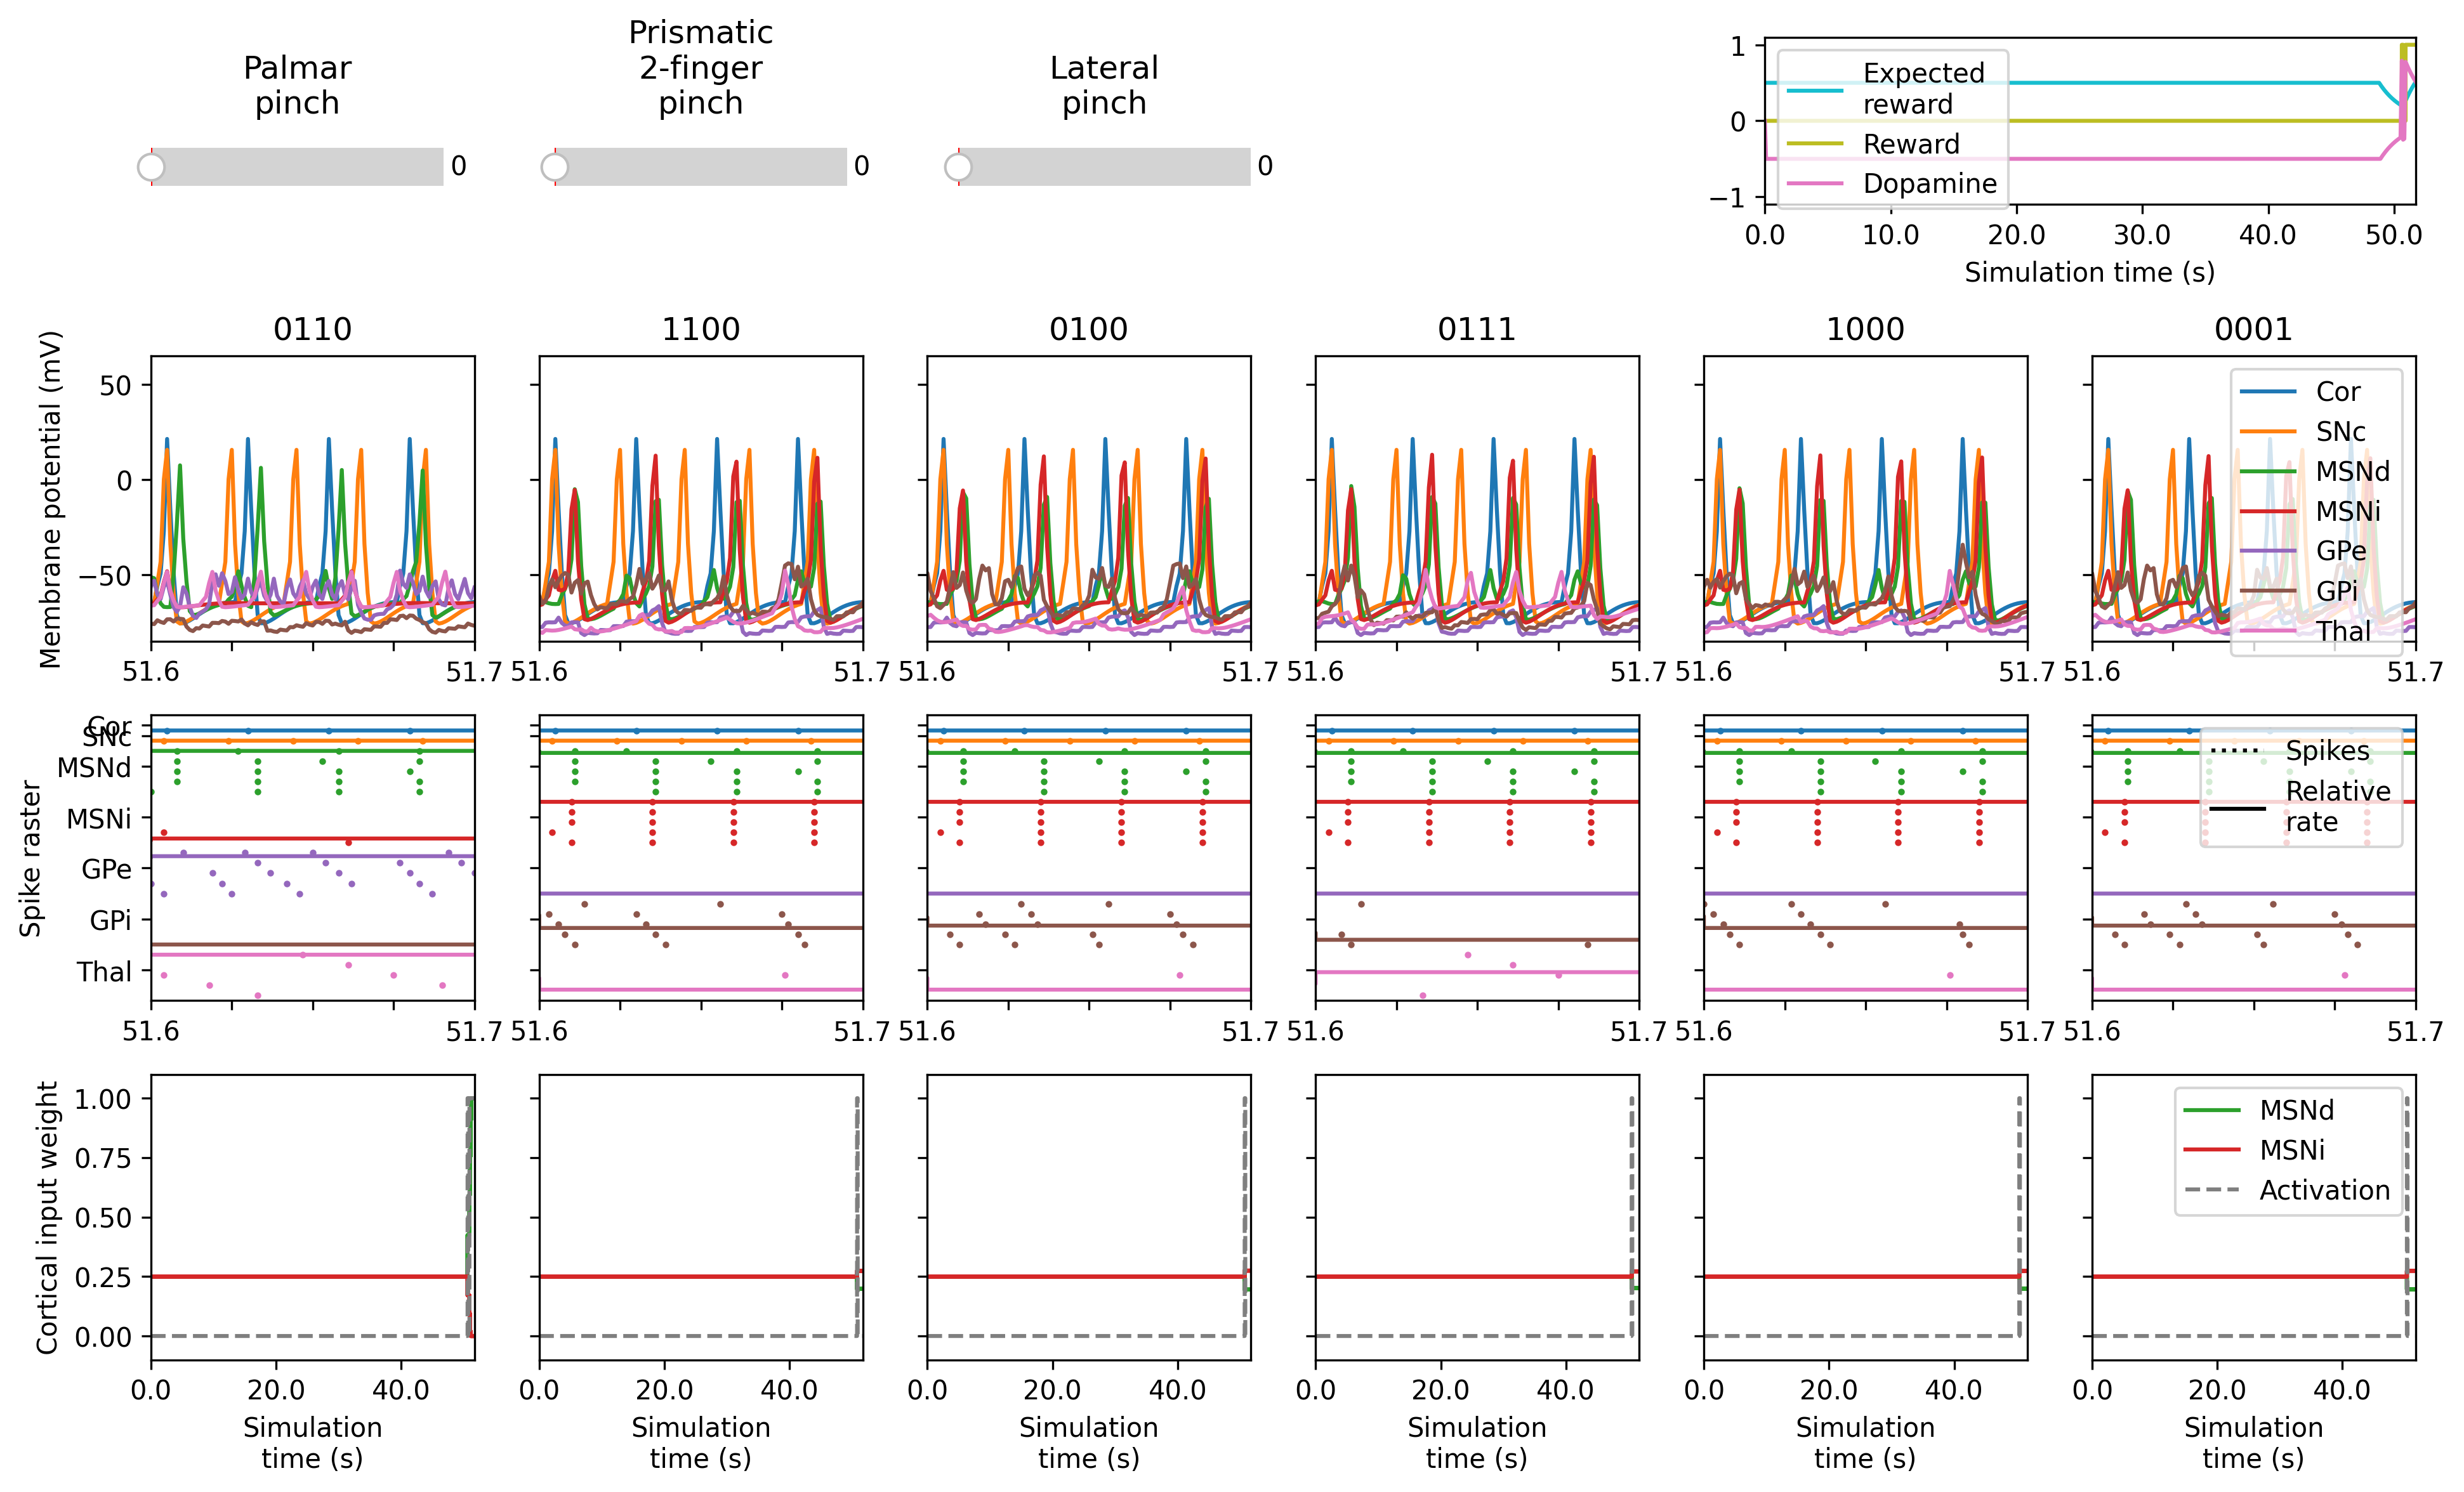 Palmar
pinch
0
Prismatic
2-finger
pinch
0
Lateral
pinch
0
1
0
−1
Expected
reward
Reward
Dopamine
0.0 10.0 20.0 30.0 40.0 50.0
Simulation time (s)
0110 1100 0100 0111 1000 0001
Membrane potential (mV)
50
0
−50
Cor
SNc
MSNd
MSNi
GPe
GPi
Thal
51.6 51.7 51.6 51.7 51.6 51.7 51.6 51.7 51.6 51.7 51.6 51.7
Spike raster
Cor
SNc
MSNd
MSNi
GPe
GPi
Thal
Spikes
Relative
rate
51.6 51.7 51.6 51.7 51.6 51.7 51.6 51.7 51.6 51.7 51.6 51.7
Cortical input weight
1.00
0.75
0.50
0.25
0.00
MSNd
MSNi
Activation
0.0 20.0 40.0 0.0 20.0 40.0 0.0 20.0 40.0 0.0 20.0 40.0 0.0 20.0 40.0 0.0 20.0 40.0
Simulation
time (s)
Simulation
time (s)
Simulation
time (s)
Simulation
time (s)
Simulation
time (s)
Simulation
time (s)